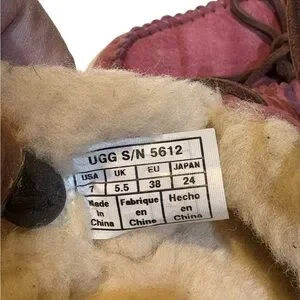 UGG S/N 5612
USA UK EU JAPAN
7 5.5 38 24
Made Fabrique Hecho
in en en
China Chine China